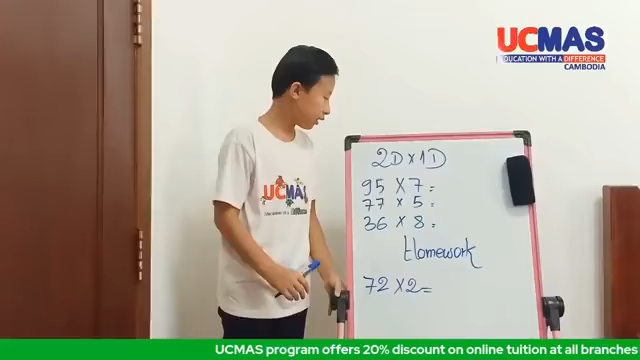 UCMAS
EDUCATION WITH A DIFFERENCE
CAMBODIA
2D X 1D
95 X 7 =
77 X 5 =
36 X 8 =
UCMAS
Homework
72 X 2 =
UCMAS program offers 20% discount on online tuition at all branches